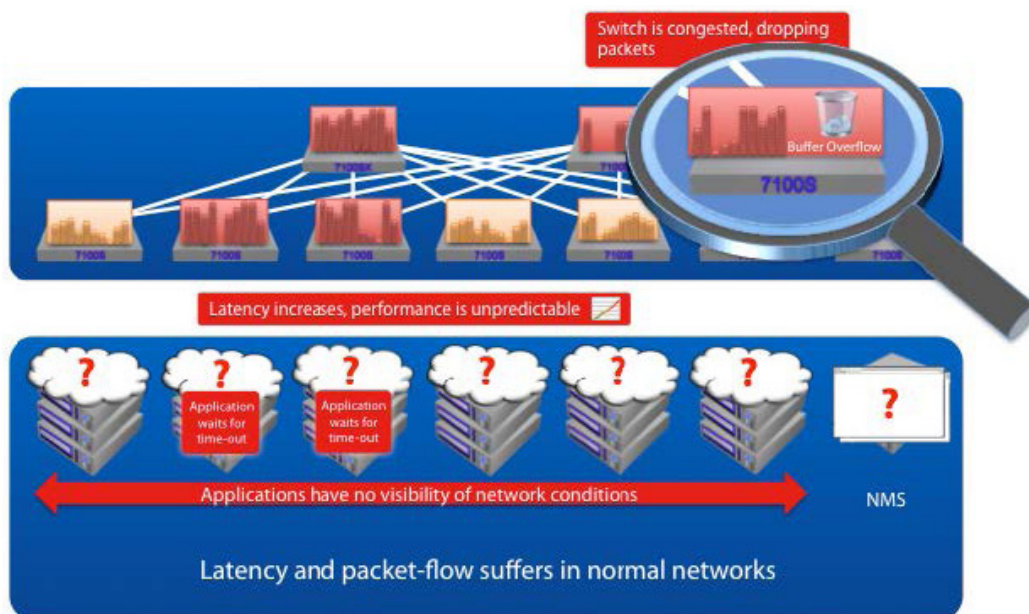 Switch is congested, dropping
packets
Buffer Overflow
7100SX
7100S
7100S
7100S
7100S
7100S
7100S
Latency increases, performance is unpredictable
?
?
?
?
?
?
?
Application
waits for
time-out
Application
waits for
time-out
Applications have no visibility of network conditions
NMS
Latency and packet-flow suffers in normal networks